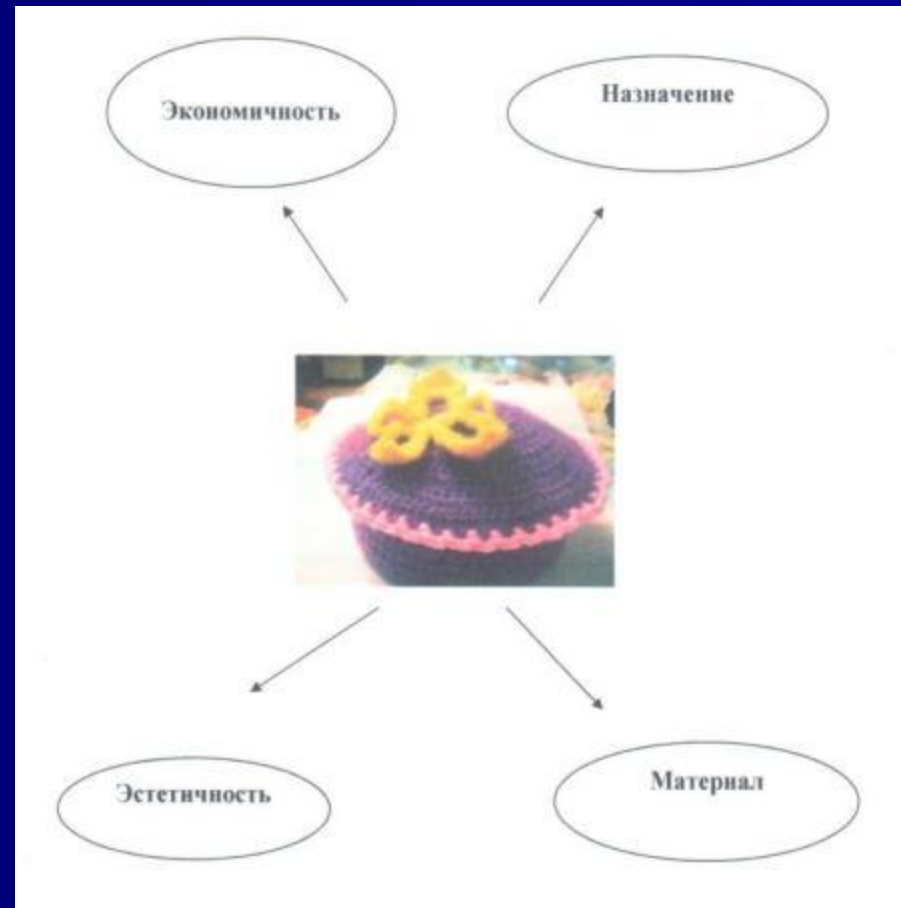 Экономичность
Назначение
Эстетичность
Материал